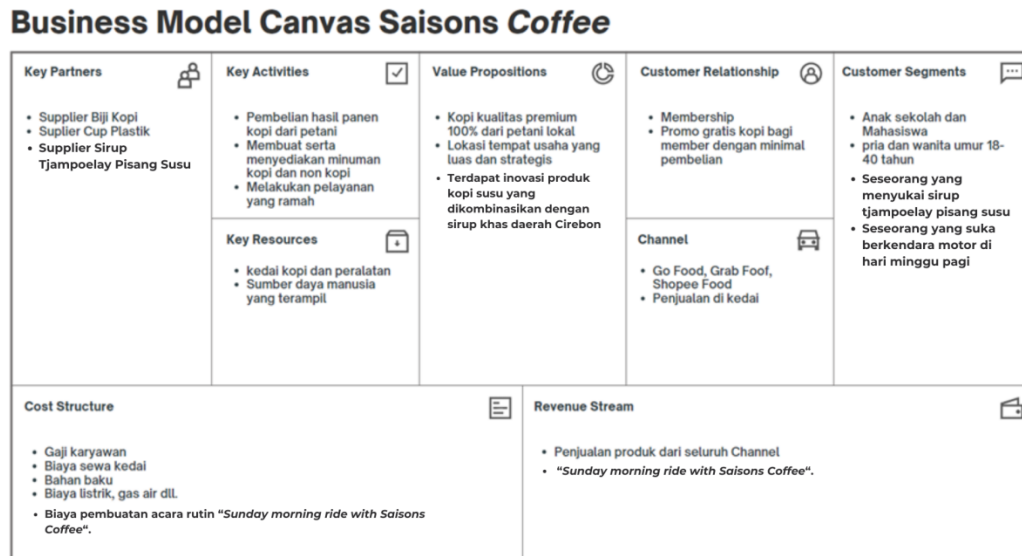 Business Model Canvas Saisons Coffee
Key Partners
• Supplier Biji Kopi
• Suplier Cup Plastik
• Supplier Sirup
Tjampoelay Pisang Susu
Key Activities
• Pembelian hasil panen
kopi dari petani
• Membuat serta
menyediakan minuman
kopi dan non kopi
• Melakukan pelayanan
yang ramah
Key Resources
• kedai kopi dan peralatan
• Sumber daya manusia
yang terampil
Value Propositions
• Kopi kualitas premium
100% dari petani lokal
• Lokasi tempat usaha yang
luas dan strategis
• Terdapat inovasi produk
kopi susu yang
dikombinasikan dengan
sirup khas daerah Cirebon
Customer Relationship
• Membership
• Promo gratis kopi bagi
member dengan minimal
pembelian
Channel
• Go Food, Grab Foof,
Shopee Food
• Penjualan di kedai
Customer Segments
• Anak sekolah dan
Mahasiswa
• pria dan wanita umur 18-
40 tahun
• Seseorang yang
menyukai sirup
tjampoelay pisang susu
• Seseorang yang suka
berkendara motor di
hari minggu pagi
Cost Structure
• Gaji karyawan
• Biaya sewa kedai
• Bahan baku
• Biaya listrik, gas air dll.
• Biaya pembuatan acara rutin “Sunday morning ride with Saisons
Coffee“.
Revenue Stream
• Penjualan produk dari seluruh Channel
• “Sunday morning ride with Saisons Coffee“.